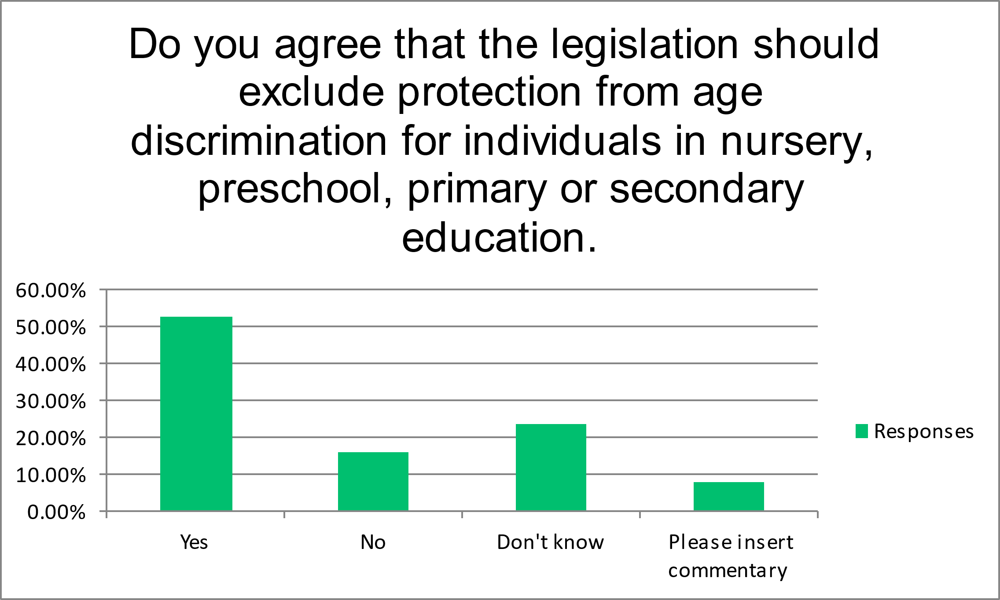 Do you agree that the legislation should
exclude protection from age
discrimination for individuals in nursery,
preschool, primary or secondary
education.
60.00%
50.00%
40.00%
30.00%
20.00%
10.00%
0.00%
Yes
No
Don't know
Please insert
commentary
Responses